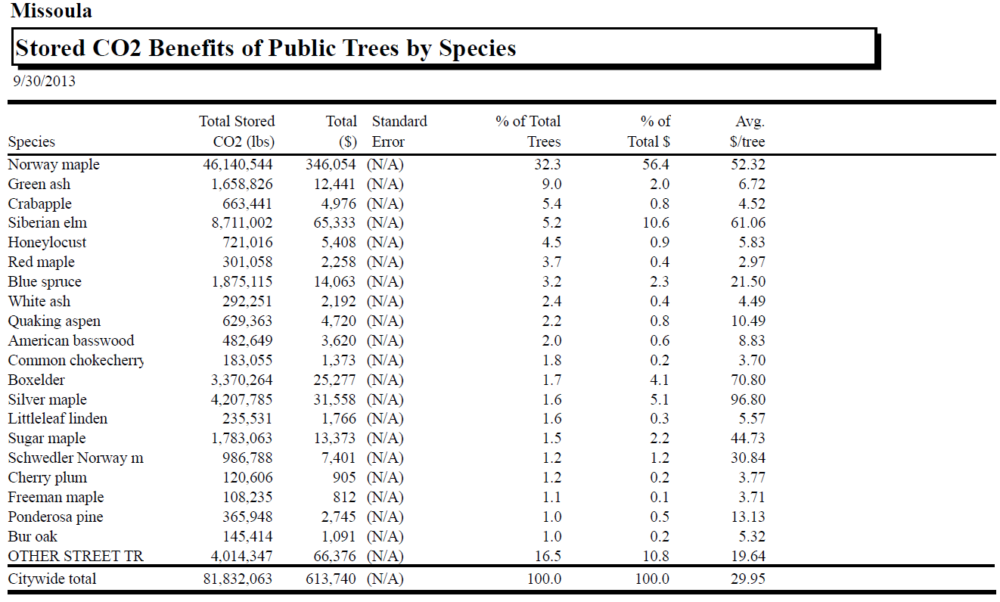 Missoula
Stored CO2 Benefits of Public Trees by Species
9/30/2013
Total Stored Total Standard % of Total % of Avg.
Species CO2 (lbs) ($) Error Trees Total $ $/tree
Norway maple 46,140,544 346,054 (N/A) 32.3 56.4 52.32
Green ash 1,658,826 12,441 (N/A) 9.0 2.0 6.72
Crabapple 663,441 4,976 (N/A) 5.4 0.8 4.52
Siberian elm 8,711,002 65,333 (N/A) 5.2 10.6 61.06
Honeylocust 721,016 5,408 (N/A) 4.5 0.9 5.83
Red maple 301,058 2,258 (N/A) 3.7 0.4 2.97
Blue spruce 1,875,115 14,063 (N/A) 3.2 2.3 21.50
White ash 292,251 2,192 (N/A) 2.4 0.4 4.49
Quaking aspen 629,363 4,720 (N/A) 2.2 0.8 10.49
American basswood 482,649 3,620 (N/A) 2.0 0.6 8.83
Common chokecherry 183,055 1,373 (N/A) 1.8 0.2 3.70
Boxelder 3,370,264 25,277 (N/A) 1.7 4.1 70.80
Silver maple 4,207,785 31,558 (N/A) 1.6 5.1 96.80
Littleleaf linden 235,531 1,766 (N/A) 1.6 0.3 5.57
Sugar maple 1,783,063 13,373 (N/A) 1.5 2.2 44.73
Schwedler Norway m 986,788 7,401 (N/A) 1.2 1.2 30.84
Cherry plum 120,606 905 (N/A) 1.2 0.2 3.77
Freeman maple 108,235 812 (N/A) 1.1 0.1 3.71
Ponderosa pine 365,948 2,745 (N/A) 1.0 0.5 13.13
Bur oak 145,414 1,091 (N/A) 1.0 0.2 5.32
OTHER STREET TR 4,014,347 66,376 (N/A) 16.5 10.8 19.64
Citywide total 81,832,063 613,740 (N/A) 100.0 100.0 29.95